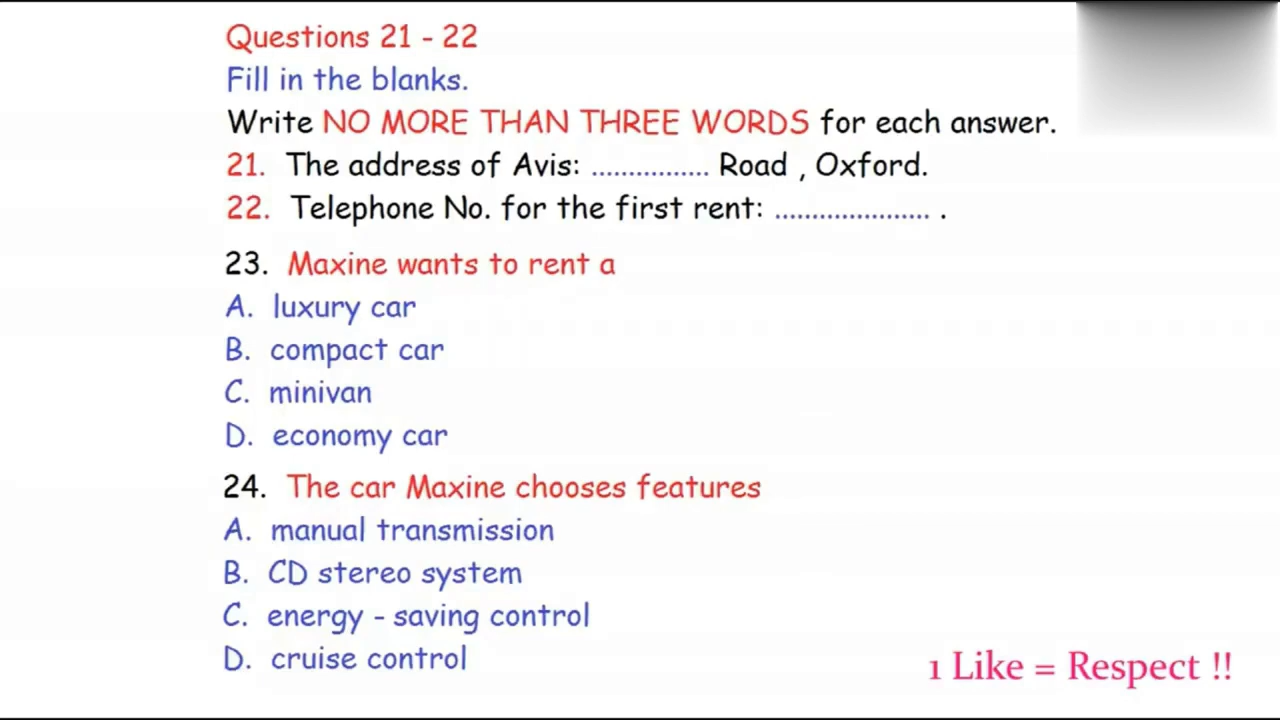 Questions 21 - 22
Fill in the blanks.
Write NO MORE THAN THREE WORDS for each answer.
21. The address of Avis: ................ Road , Oxford.
22. Telephone No. for the first rent: ..................... .
23. Maxine wants to rent a
A. luxury car
B. compact car
C. minivan
D. economy car
24. The car Maxine chooses features
A. manual transmission
B. CD stereo system
C. energy - saving control
D. cruise control
1 Like = Respect !!